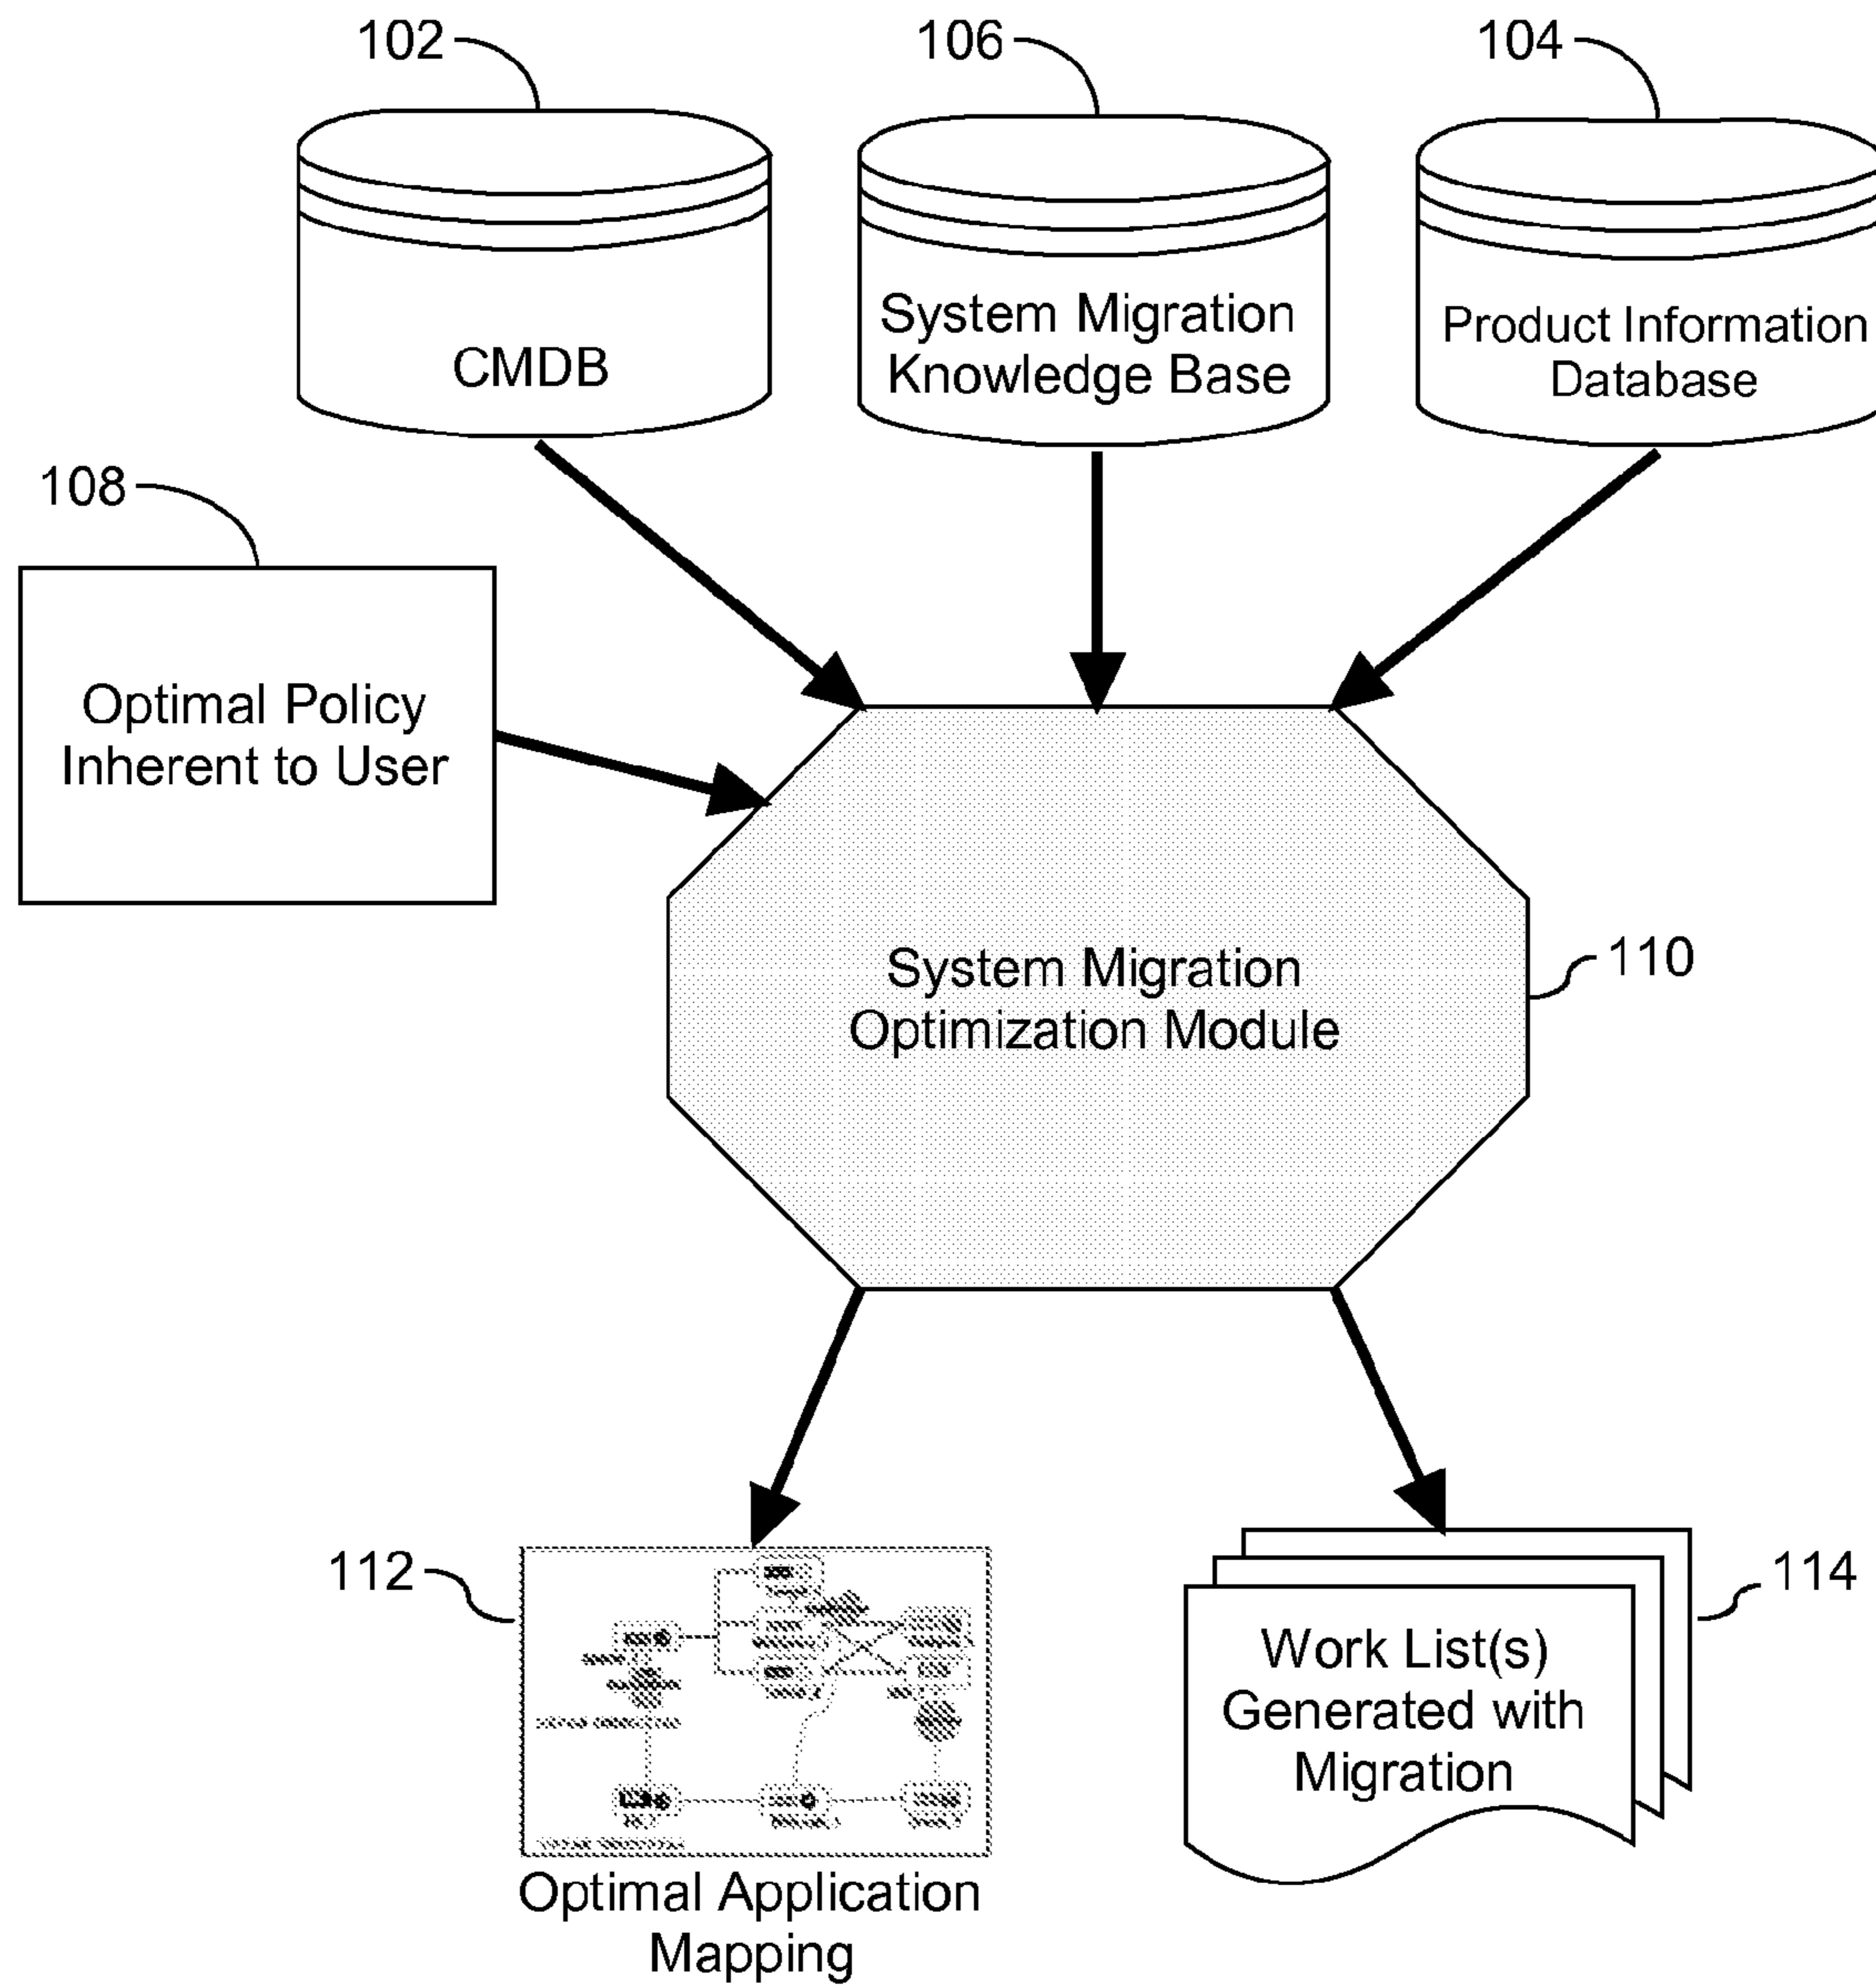 102
106
104
CMDB
System Migration
Knowledge Base
Product Information
Database
108
Optimal Policy
Inherent to User
System Migration
Optimization Module
110
112
114
Work List(s)
Generated with
Migration
Optimal Application
Mapping